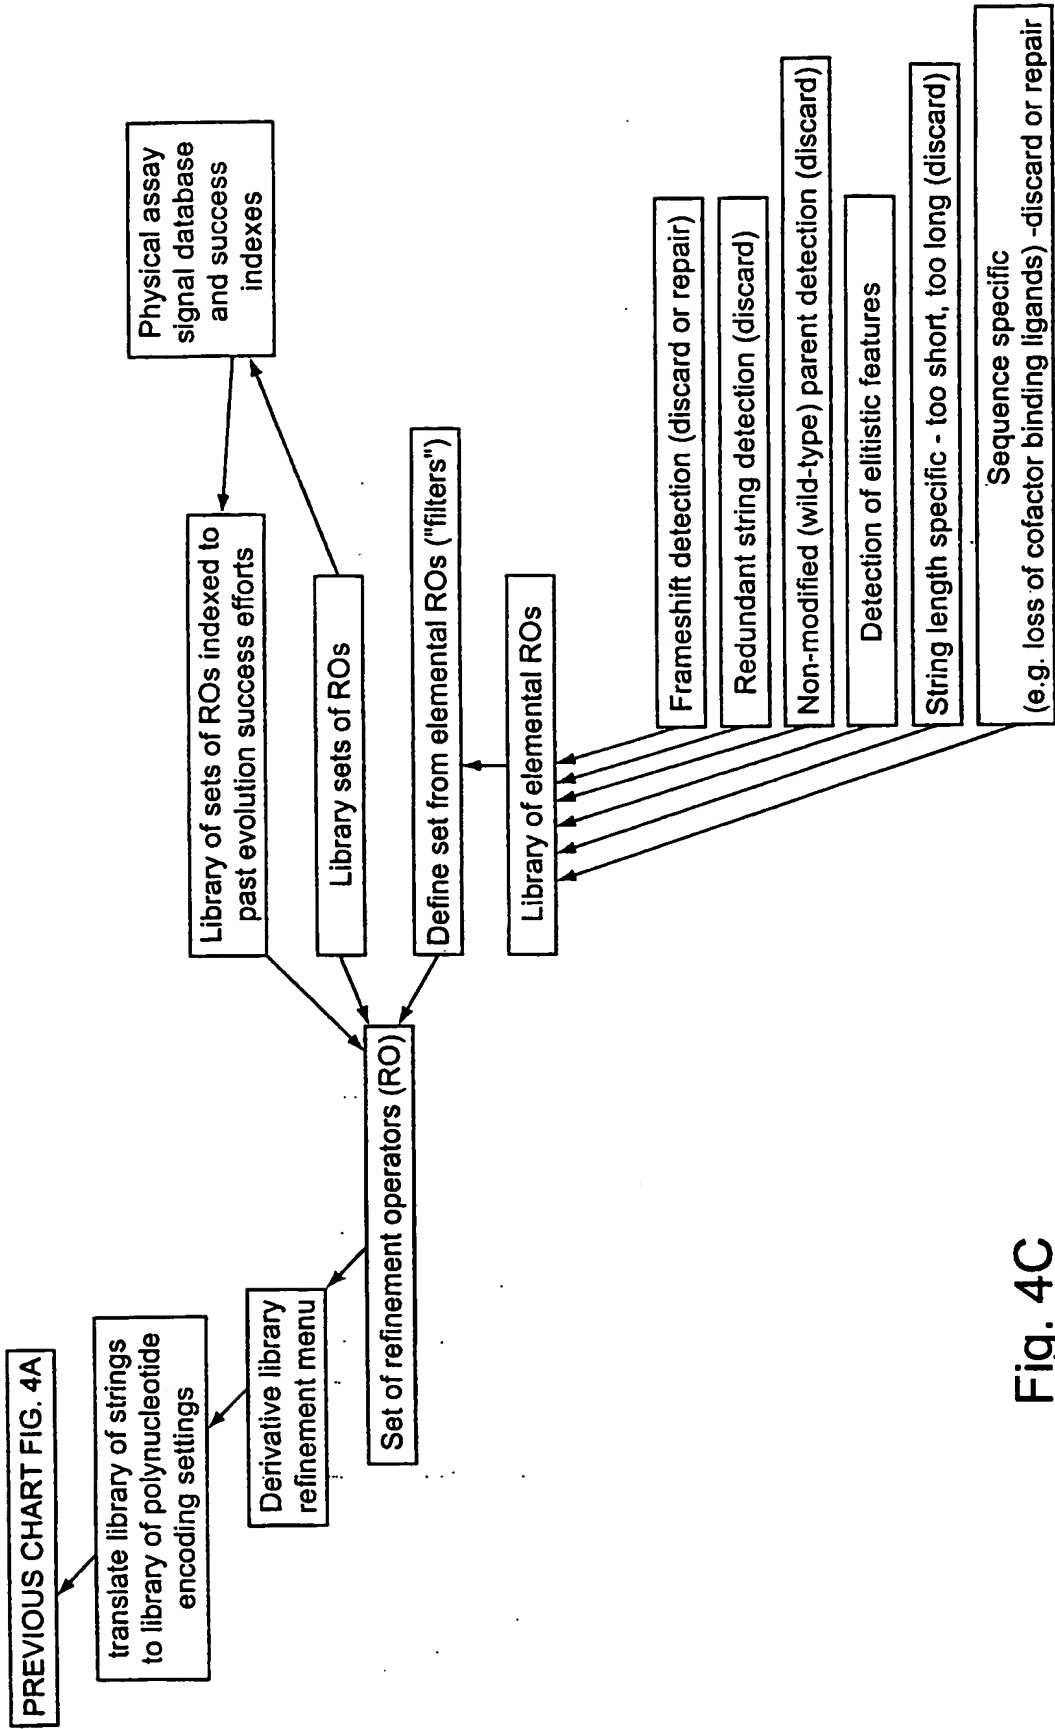 PREVIOUS CHART FIG. 4A
translate library of strings
to library of polynucleotide
encoding settings
Derivative library
refinement menu
Set of refinement operators (RO)
Library of sets of ROs indexed to
past evolution success efforts
Physical assay
signal database
and success
indexes
Library sets of ROs
Define set from elemental ROs ("filters")
Library of elemental ROs
Frameshift detection (discard or repair)
Redundant string detection (discard)
Non-modified (wild-type) parent detection (discard)
Detection of elitistic features
String length specific - too short, too long (discard)
Sequence specific
(e.g. loss of cofactor binding ligands) -discard or repair
Fig. 4C